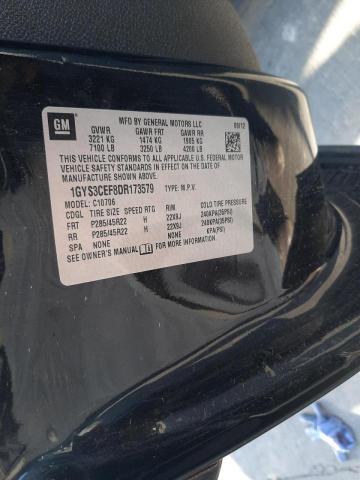 GM
MFD BY GENERAL MOTORS LLC
GVWR GAWR FRT GAWR RR 09/12
3221 KG 1474 KG 1905 KG
7100 LB 3250 LB 4200 LB
THIS VEHICLE CONFORMS TO ALL APPLICABLE U.S. FEDERAL MOTOR
VEHICLE SAFETY STANDARDS IN EFFECT ON THE DATE OF
MANUFACTURE SHOWN ABOVE.
1GYS3CEF8DR173579 TYPE: M.P.V.
MODEL: C10706
CDGL TIRE SIZE SPEED RTG RIM COLD TIRE PRESSURE
FRT P285/45R22 H 22X9J 240KPA(35PSI)
RR P285/45R22 H 22X9J 240KPA(35PSI)
SPA NONE NONE KPA(PSI)
SEE OWNER'S MANUAL FOR ADDITIONAL INFORMATION.